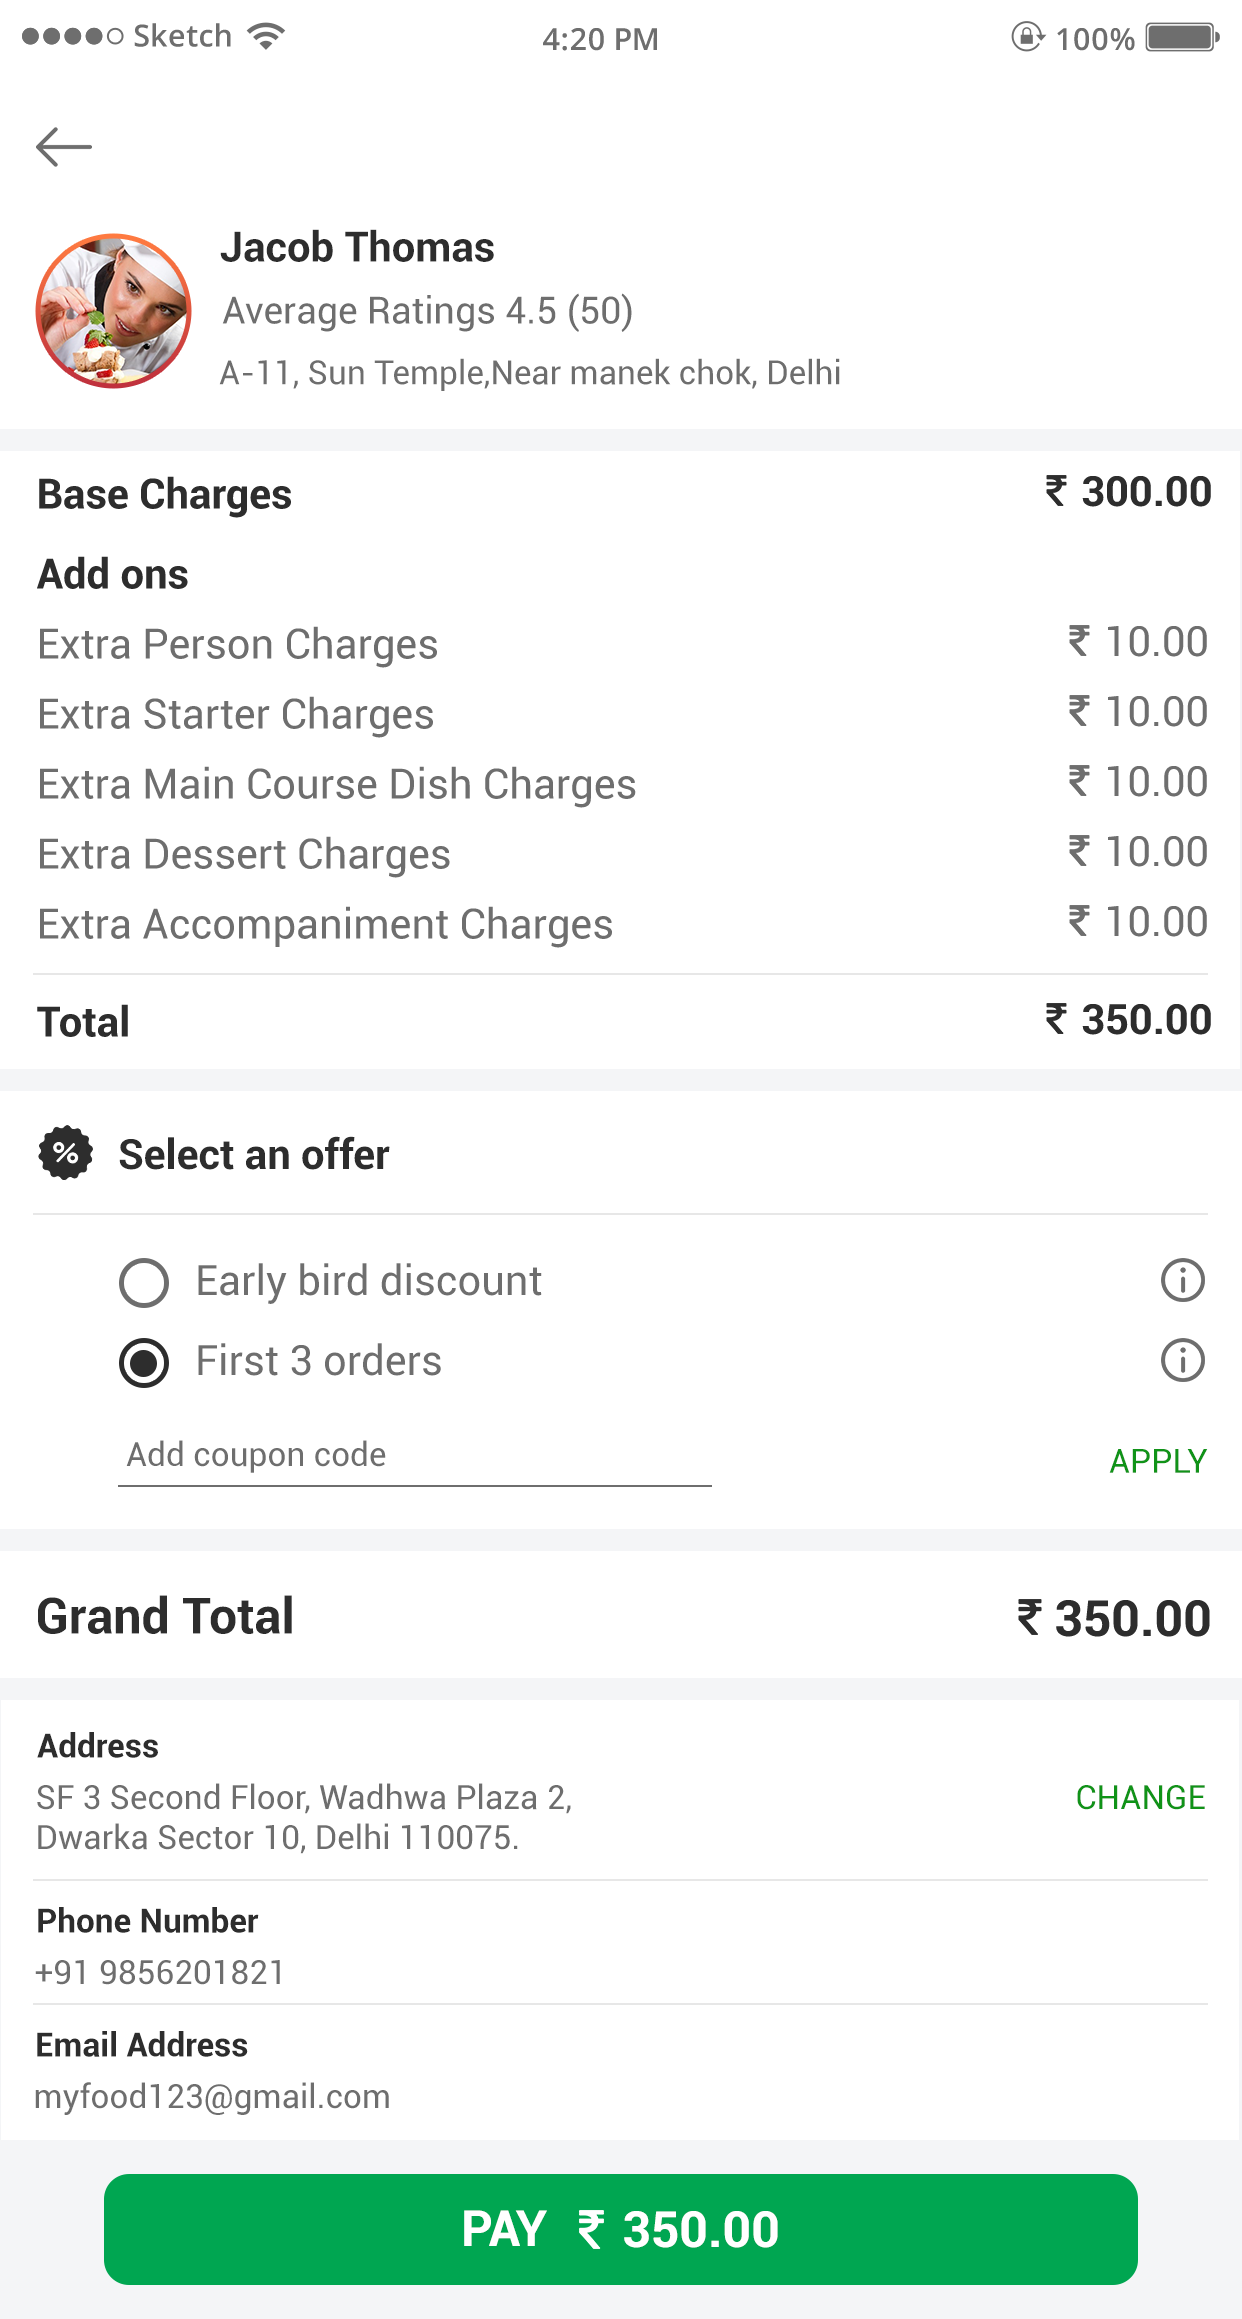 Sketch 4:20 PM 100%
Jacob Thomas
Average Ratings 4.5 (50)
A-11, Sun Temple,Near manek chok, Delhi
Base Charges ₹ 300.00
Add ons
Extra Person Charges ₹ 10.00
Extra Starter Charges ₹ 10.00
Extra Main Course Dish Charges ₹ 10.00
Extra Dessert Charges ₹ 10.00
Extra Accompaniment Charges ₹ 10.00
Total ₹ 350.00
% Select an offer
Early bird discount
First 3 orders
Add coupon code APPLY
Grand Total ₹ 350.00
Address
SF 3 Second Floor, Wadhwa Plaza 2, CHANGE
Dwarka Sector 10, Delhi 110075.
Phone Number
+91 9856201821
Email Address
myfood123@gmail.com
PAY ₹ 350.00